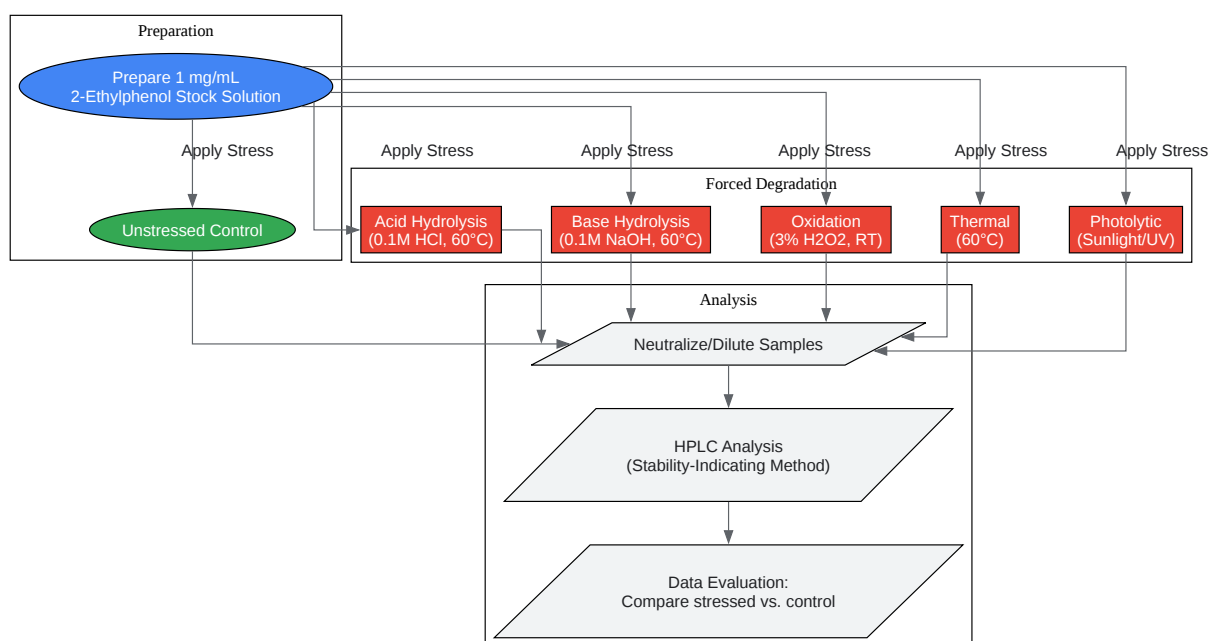 Preparation
Prepare 1 mg/mL
2-Ethylphenol Stock Solution
Apply Stress
Apply Stress
Apply Stress
Apply Stress
Apply Stress
Apply Stress
Unstressed Control
Forced Degradation
Acid Hydrolysis
(0.1M HCl, 60°C)
Base Hydrolysis
(0.1M NaOH, 60°C)
Oxidation
(3% H2O2, RT)
Thermal
(60°C)
Photolytic
(Sunlight/UV)
Analysis
Neutralize/Dilute Samples
HPLC Analysis
(Stability-Indicating Method)
Data Evaluation:
Compare stressed vs. control